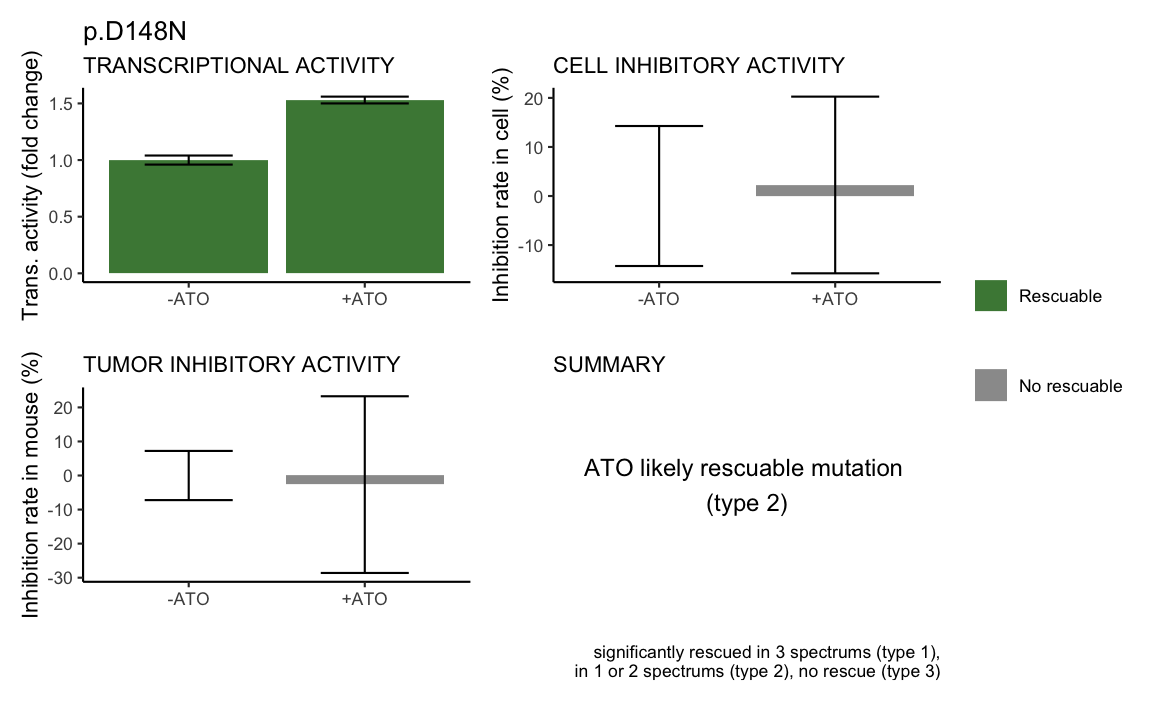 p.D148N
TRANSCRIPTIONAL ACTIVITY
Trans. activity (fold change)
1.5
1.0
0.5
0.0
-ATO
+ATO
CELL INHIBITORY ACTIVITY
Inhibition rate in cell (%)
20
10
0
-10
-ATO
+ATO
Rescuable
No rescuable
TUMOR INHIBITORY ACTIVITY
Inhibition rate in mouse (%)
20
10
0
-10
-20
-30
-ATO
+ATO
SUMMARY
ATO likely rescuable mutation
(type 2)
significantly rescued in 3 spectrums (type 1),
in 1 or 2 spectrums (type 2), no rescue (type 3)